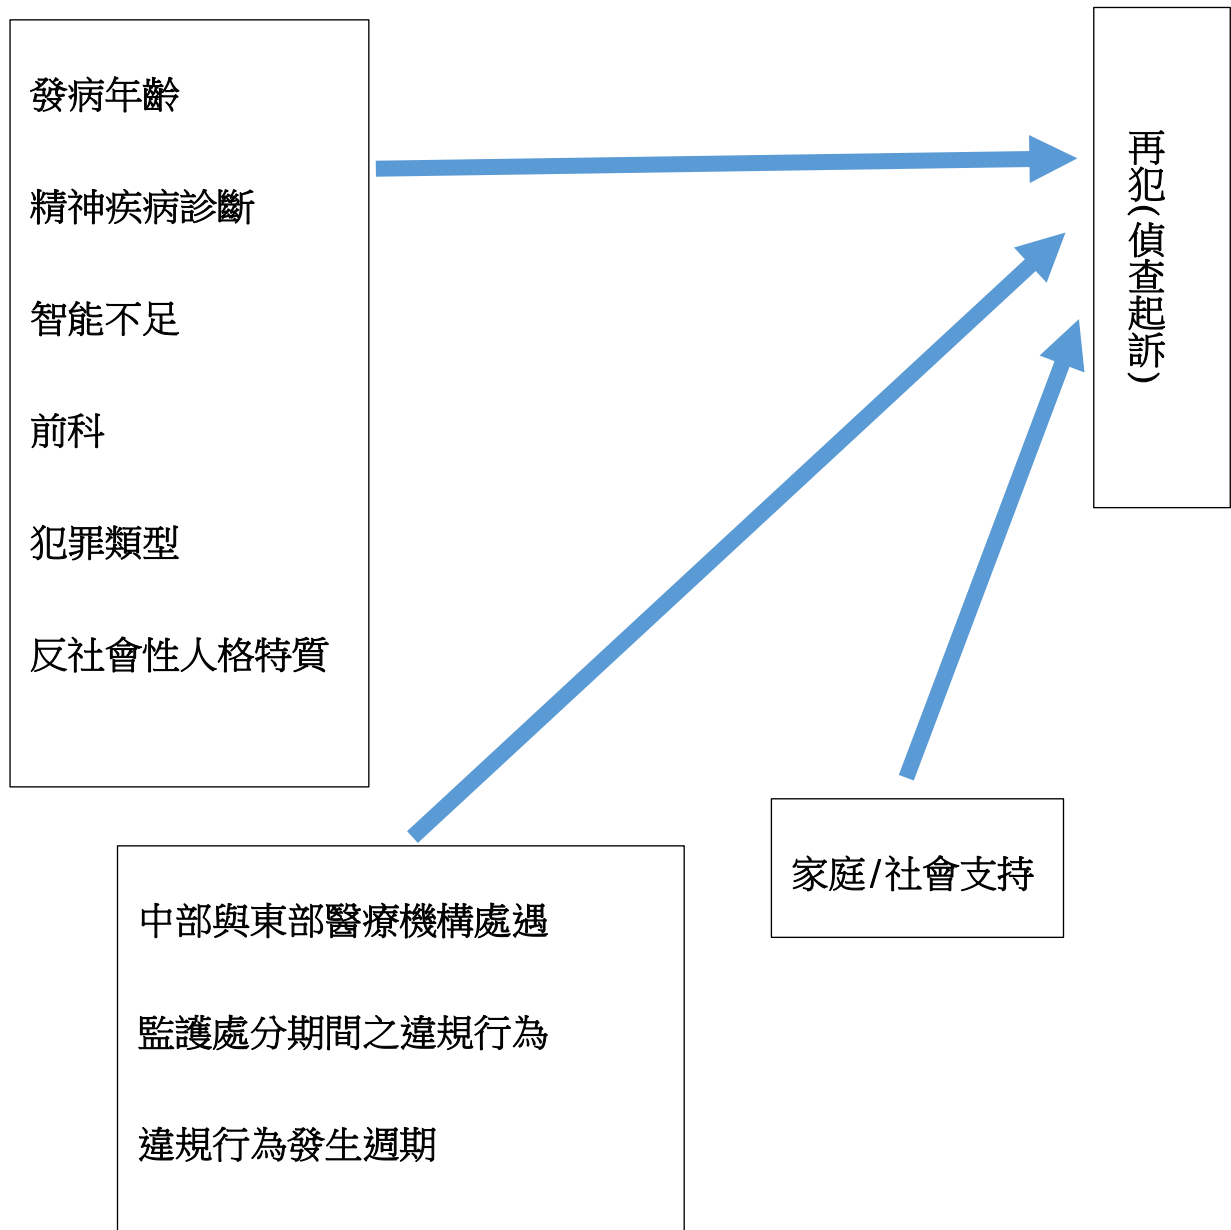 發病年齡
精神疾病診斷
智能不足
前科
犯罪類型
反社會性人格特質
再犯(偵查起訴)
中部與東部醫療機構處遇
監護處分期間之違規行為
違規行為發生週期
家庭/社會支持